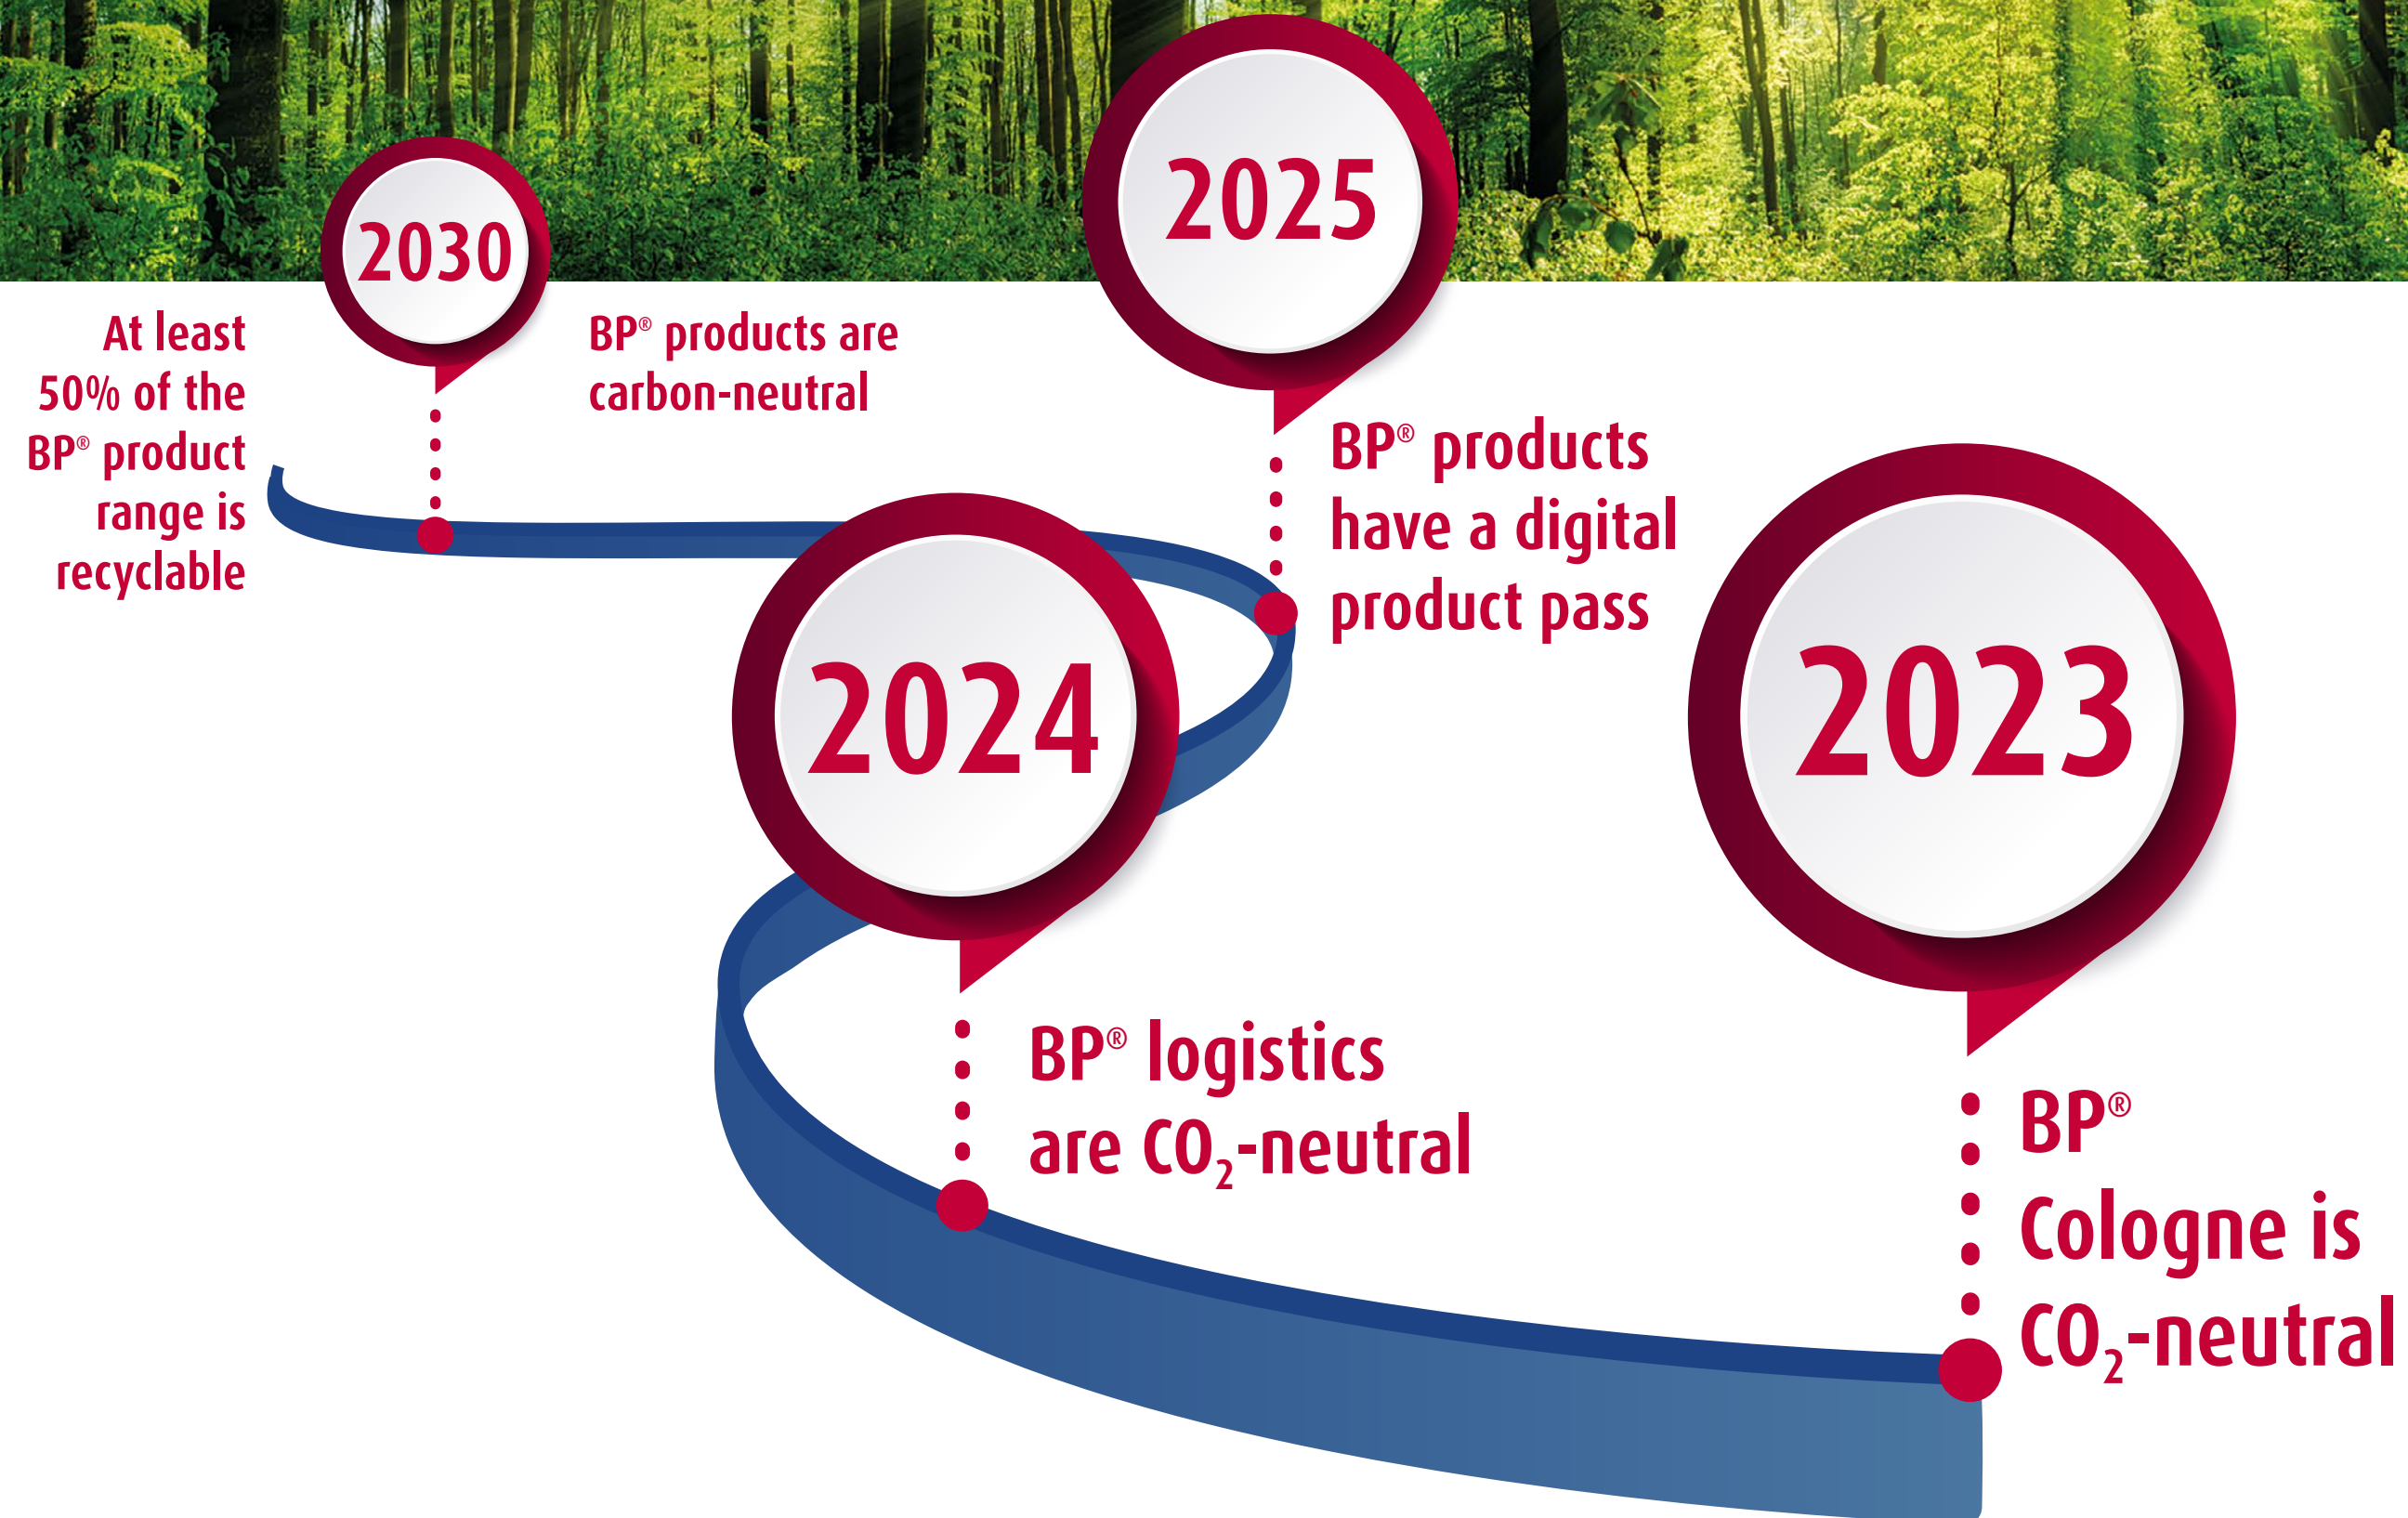 2030
At least
50% of the
BP® product
range is
recyclable
BP® products are
carbon-neutral
2025
BP® products
have a digital
product pass
2024
BP® logistics
are CO₂-neutral
2023
BP®
Cologne is
CO₂-neutral